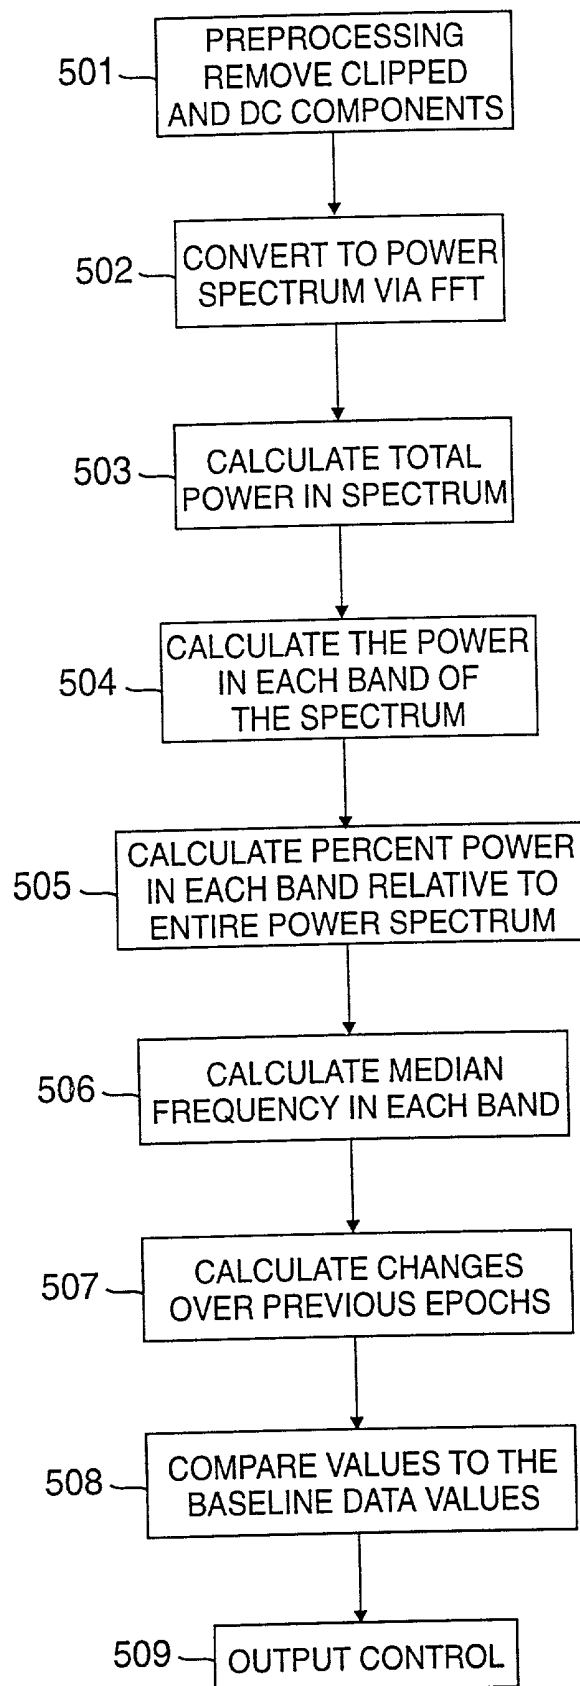 501
PREPROCESSING
REMOVE CLIPPED
AND DC COMPONENTS
502
CONVERT TO POWER
SPECTRUM VIA FFT
503
CALCULATE TOTAL
POWER IN SPECTRUM
504
CALCULATE THE POWER
IN EACH BAND OF
THE SPECTRUM
505
CALCULATE PERCENT POWER
IN EACH BAND RELATIVE TO
ENTIRE POWER SPECTRUM
506
CALCULATE MEDIAN
FREQUENCY IN EACH BAND
507
CALCULATE CHANGES
OVER PREVIOUS EPOCHS
508
COMPARE VALUES TO THE
BASELINE DATA VALUES
509
OUTPUT CONTROL